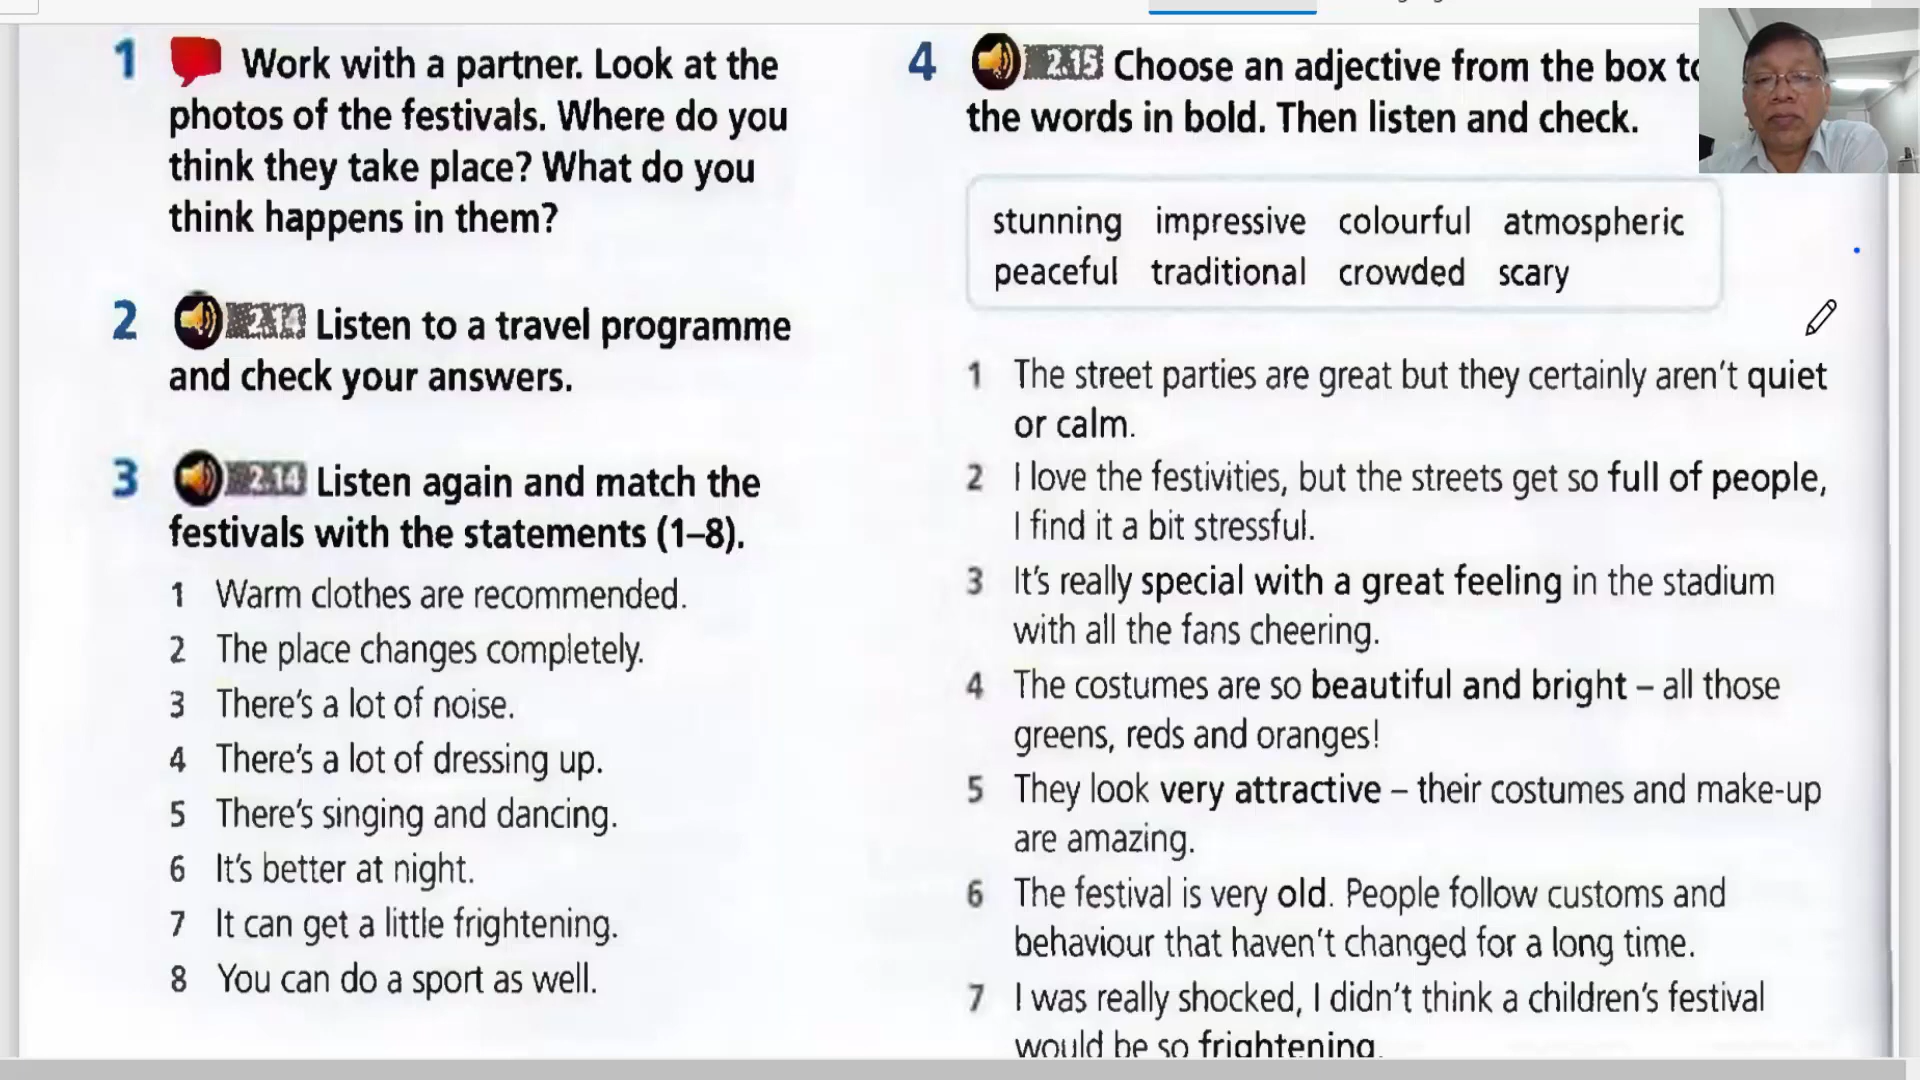 1 Work with a partner. Look at the
photos of the festivals. Where do you
think they take place? What do you
think happens in them?
2 2.14 Listen to a travel programme
and check your answers.
3 2.14 Listen again and match the
festivals with the statements (1–8).
1 Warm clothes are recommended.
2 The place changes completely.
3 There's a lot of noise.
4 There's a lot of dressing up.
5 There's singing and dancing.
6 It's better at night.
7 It can get a little frightening.
8 You can do a sport as well.
4 2.15 Choose an adjective from the box
the words in bold. Then listen and check.
stunning impressive colourful atmospheric
peaceful traditional crowded scary
1 The street parties are great but they certainly aren't quiet
or calm.
2 I love the festivities, but the streets get so full of people,
I find it a bit stressful.
3 It's really special with a great feeling in the stadium
with all the fans cheering.
4 The costumes are so beautiful and bright – all those
greens, reds and oranges!
5 They look very attractive – their costumes and make-up
are amazing.
6 The festival is very old. People follow customs and
behaviour that haven't changed for a long time.
7 I was really shocked, I didn't think a children's festival
would be so frightening.